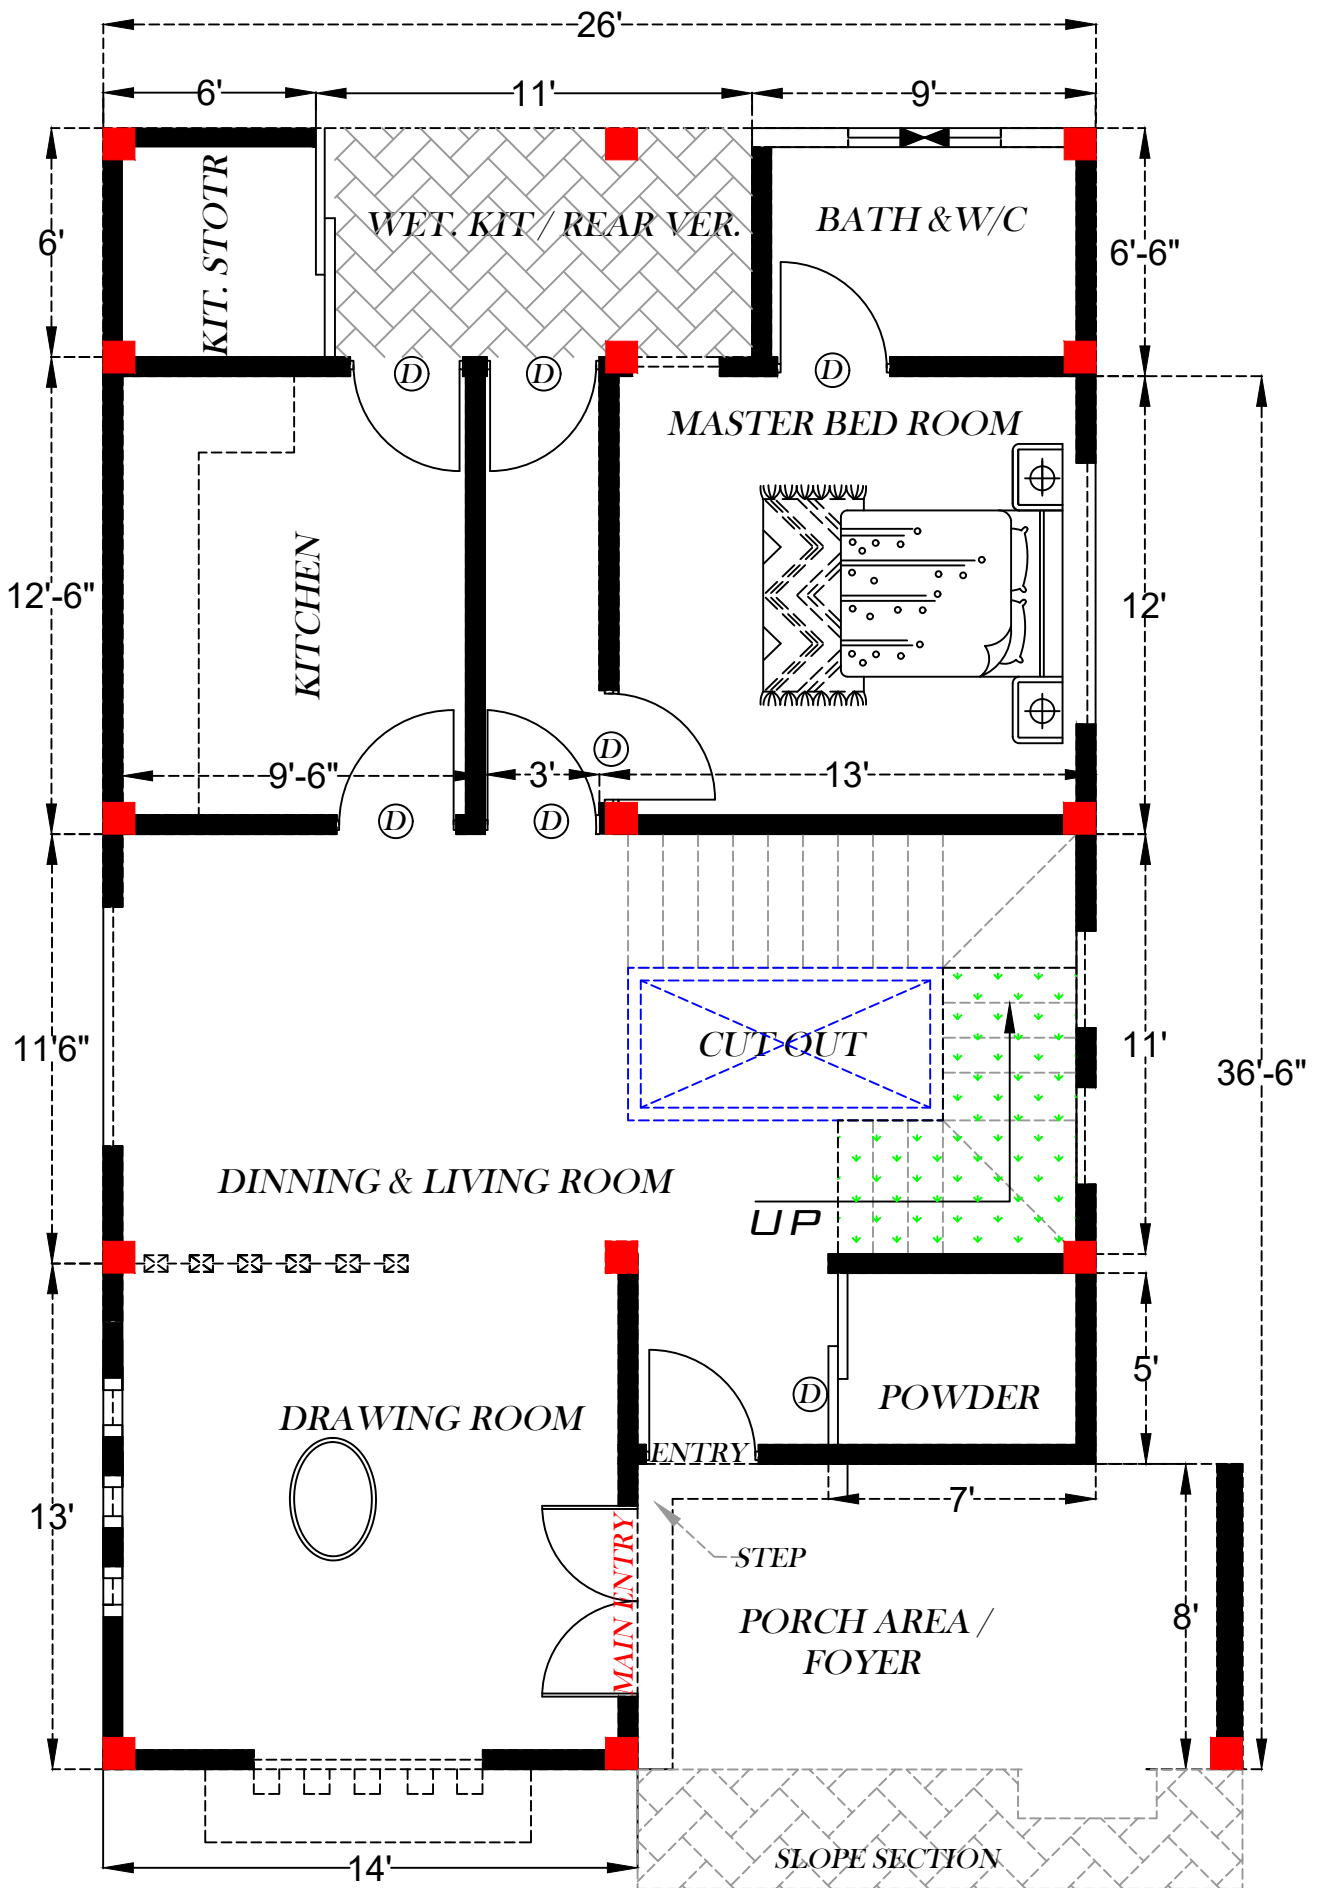 26'
6'
11'
9'
KIT. STOTR
WET. KIT / REAR VER.
BATH &W/C
6'
6'-6"
D
D
D
MASTER BED ROOM
KITCHEN
12'-6"
12'
D
9'-6"
3'
13'
D
D
CUT OUT
11'6"
11'
36'-6"
DINNING & LIVING ROOM
UP
5'
D
POWDER
DRAWING ROOM
ENTRY
7'
13'
MAIN ENTRY
STEP
PORCH AREA /
FOYER
8'
SLOPE SECTION
14'